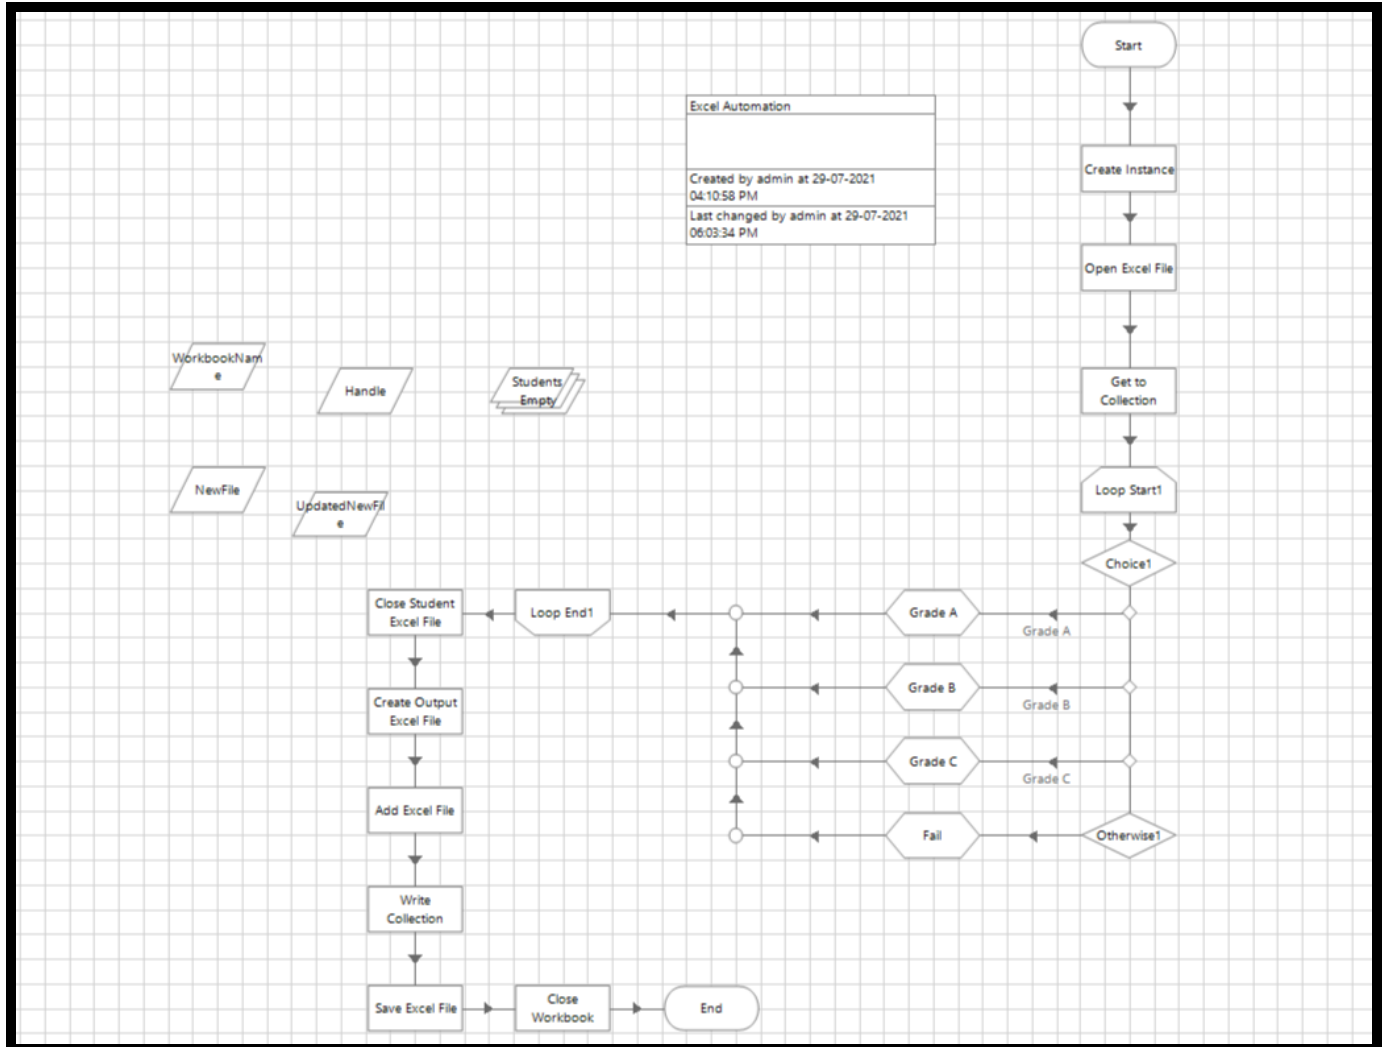 Start
Excel Automation
Created by admin at 29-07-2021
04:10:58 PM
Last changed by admin at 29-07-2021
06:03:34 PM
Create Instance
Open Excel File
WorkbookNam
e
Handle
Students
Empty
Get to
Collection
NewFile
UpdatedNewFil
e
Loop Start1
Choice1
Close Student
Excel File
Loop End1
Grade A
Grade A
Create Output
Excel File
Grade B
Grade B
Add Excel File
Grade C
Grade C
Fail
Otherwise1
Write
Collection
Save Excel File
Close
Workbook
End